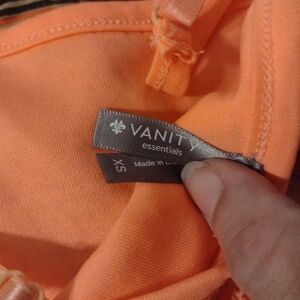 VANITY
essentials
XS
Made in